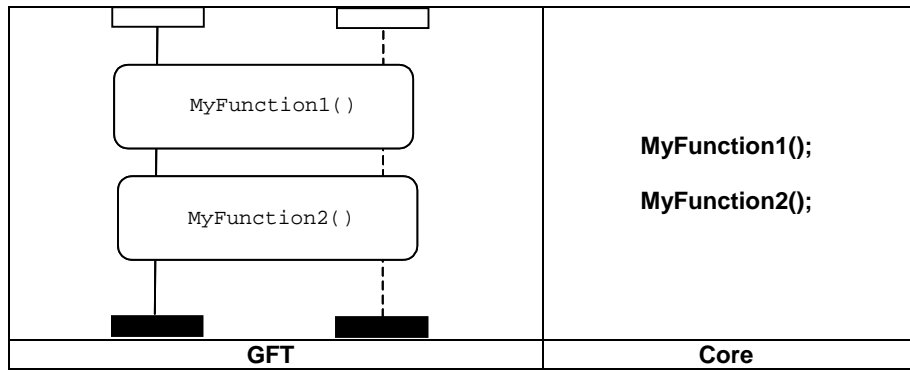 MyFunction1()
MyFunction2()
MyFunction1();
MyFunction2();
GFT
Core